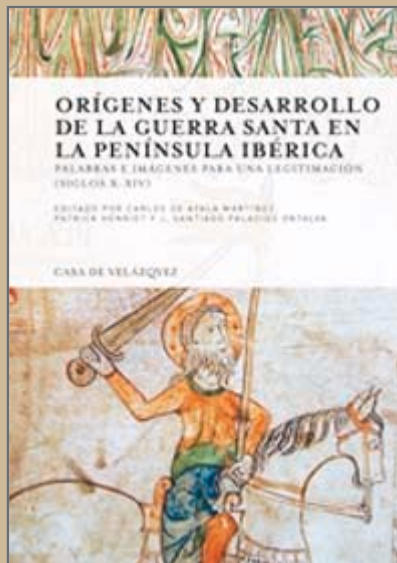 ORÍGENES Y DESARROLLO
DE LA GUERRA SANTA EN
LA PENÍNSULA IBÉRICA
PALABRAS E IMÁGENES PARA UNA LEGITIMACIÓN
(SIGLOS X-XIV)
EDITADO POR CARLOS DE AYALA MARTÍNEZ
PATRICK HENRIET Y J. SANTIAGO PALACIOS ONTALVA
CASA DE VELÁZQVEZ